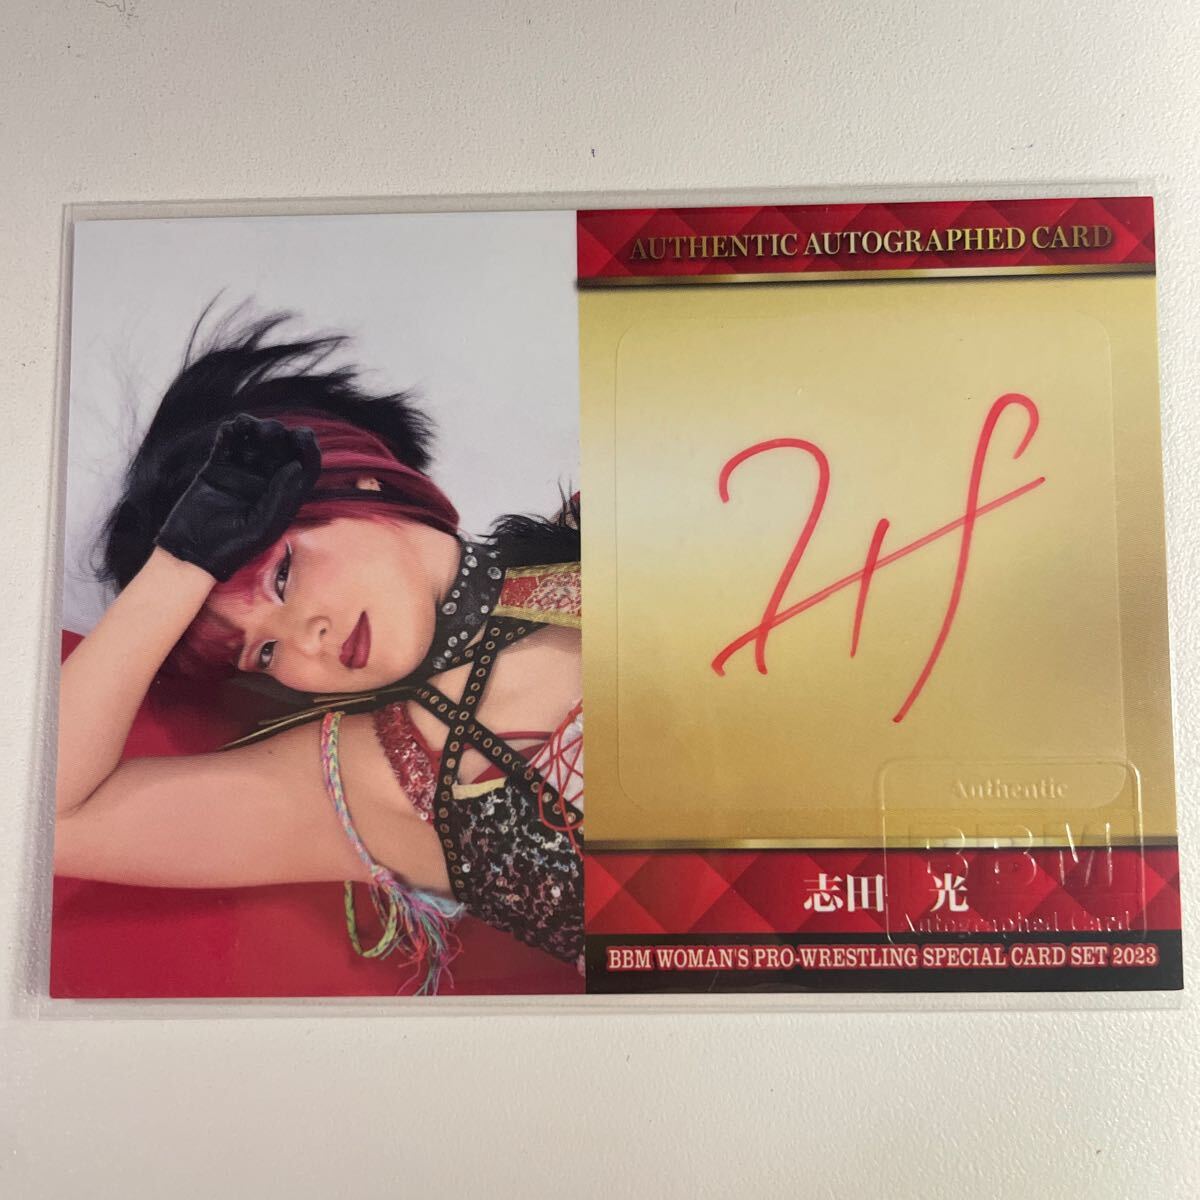 AUTHENTIC AUTOGRAPHED CARD
Authentic
BBM
Autographed Card
志田 光
BBM WOMAN'S PRO-WRESTLING SPECIAL CARD SET 2023